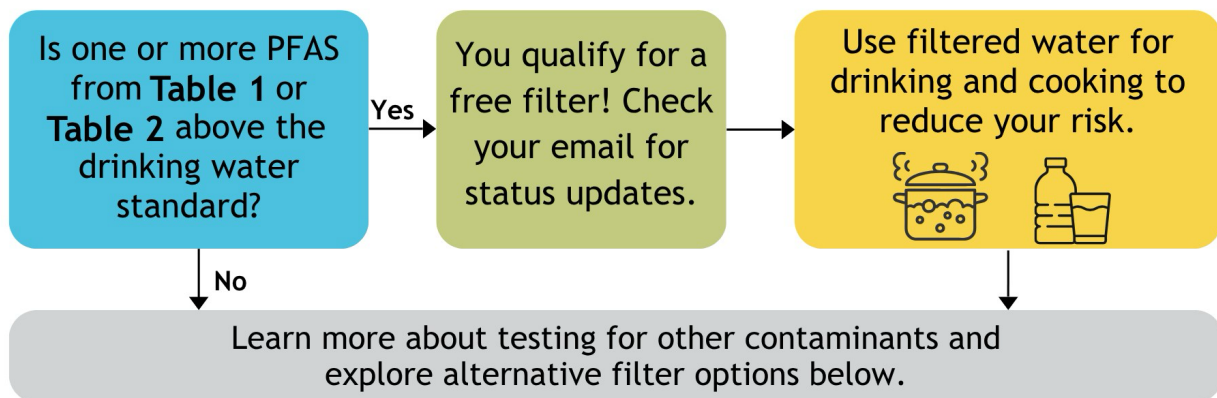 Is one or more PFAS
from Table 1 or
Table 2 above the
drinking water
standard?
Yes
You qualify for a
free filter! Check
your email for
status updates.
Use filtered water for
drinking and cooking to
reduce your risk.
No
Learn more about testing for other contaminants and
explore alternative filter options below.